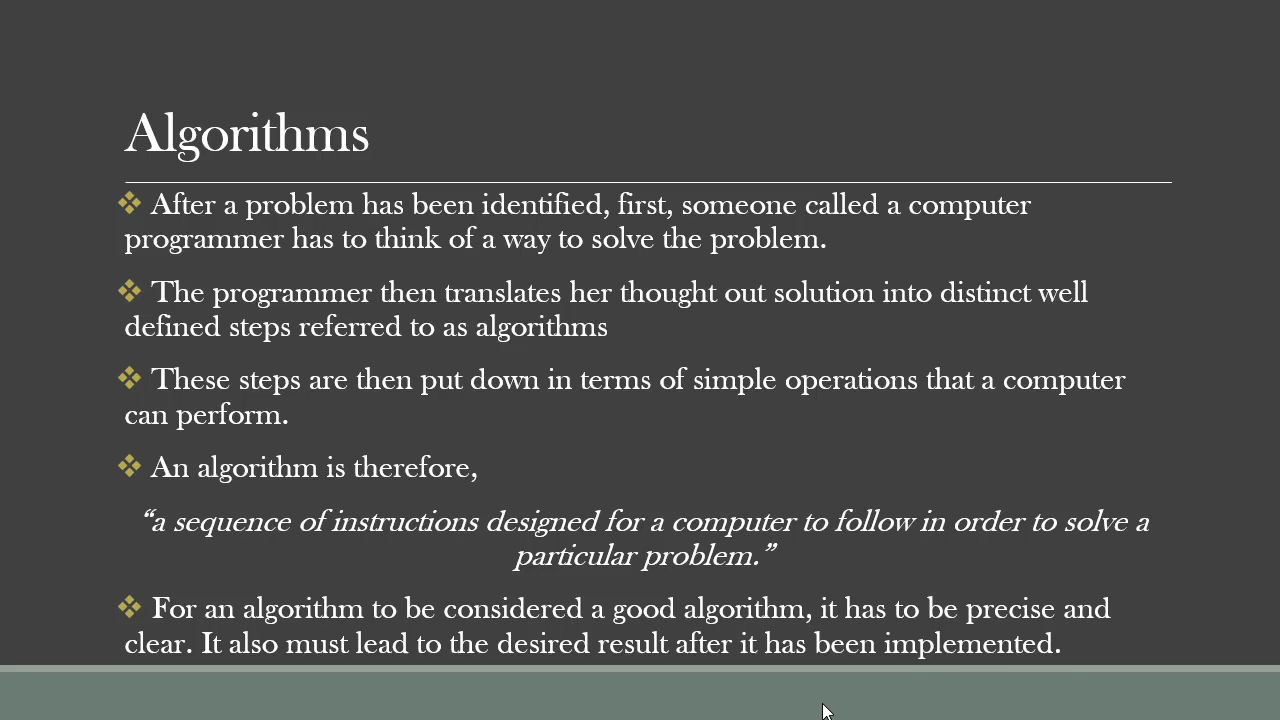 Algorithms
❖ After a problem has been identified, first, someone called a computer
programmer has to think of a way to solve the problem.
❖ The programmer then translates her thought out solution into distinct well
defined steps referred to as algorithms
❖ These steps are then put down in terms of simple operations that a computer
can perform.
❖ An algorithm is therefore,
“a sequence of instructions designed for a computer to follow in order to solve a
particular problem.”
❖ For an algorithm to be considered a good algorithm, it has to be precise and
clear. It also must lead to the desired result after it has been implemented.